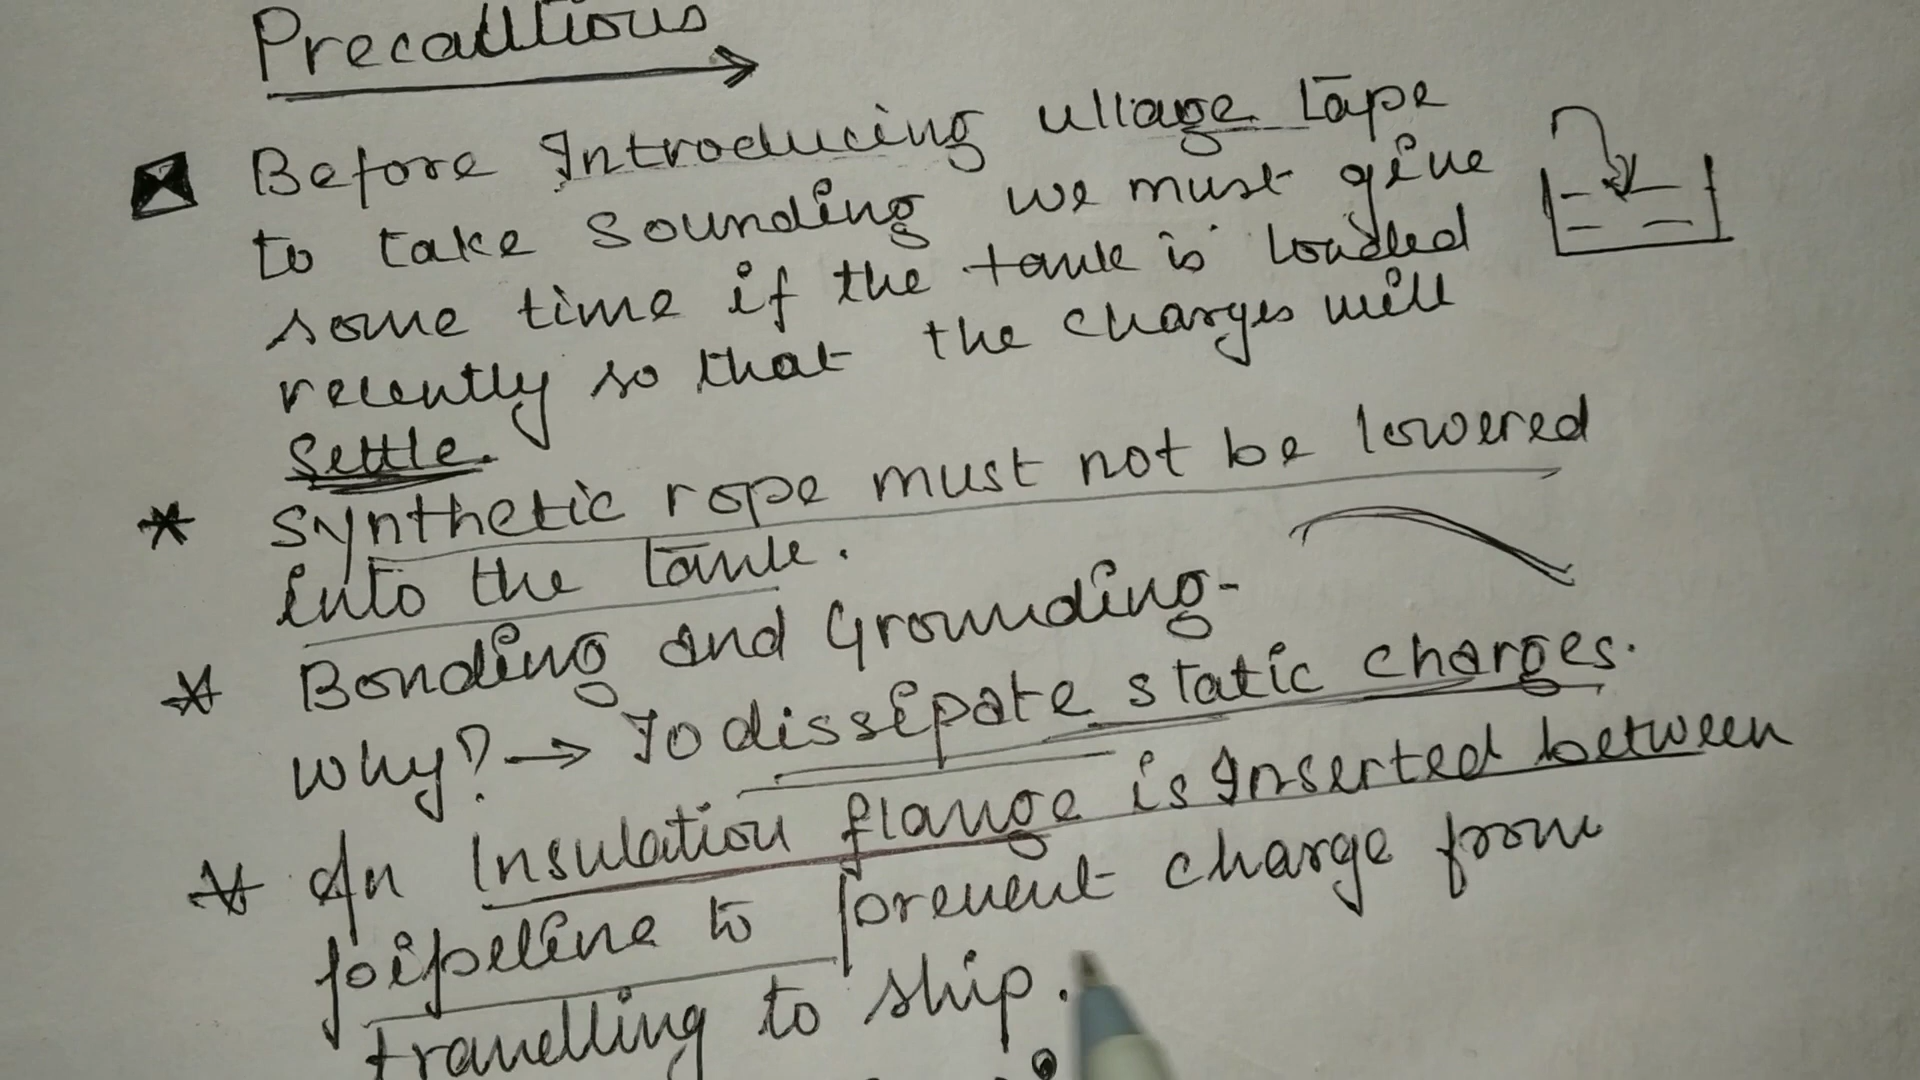 Precautions
Before Introducing ullage tape
to take sounding we must give
some time if the tank is loaded
recently so that the charges will
settle.
* Synthetic rope must not be lowered
into the tank.
* Bonding and Grounding-
why? → To dissipate static charges.
* An Insulation flange is Inserted between
pipeline to prevent charge from
travelling to ship.